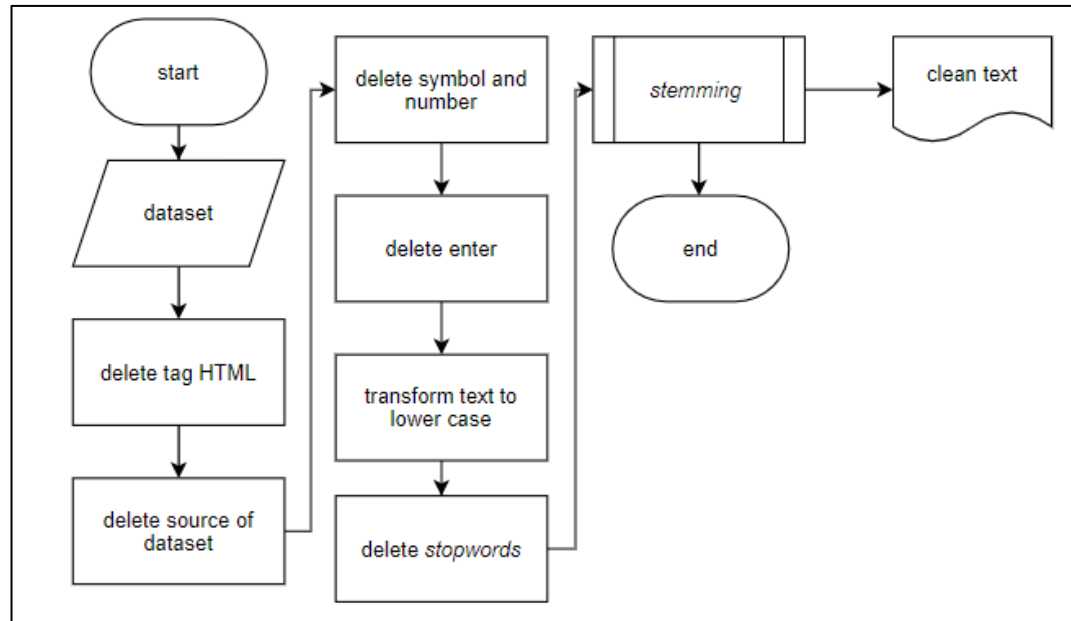 start
dataset
delete tag HTML
delete source of
dataset
delete symbol and
number
delete enter
transform text to
lower case
delete stopwords
stemming
end
clean text